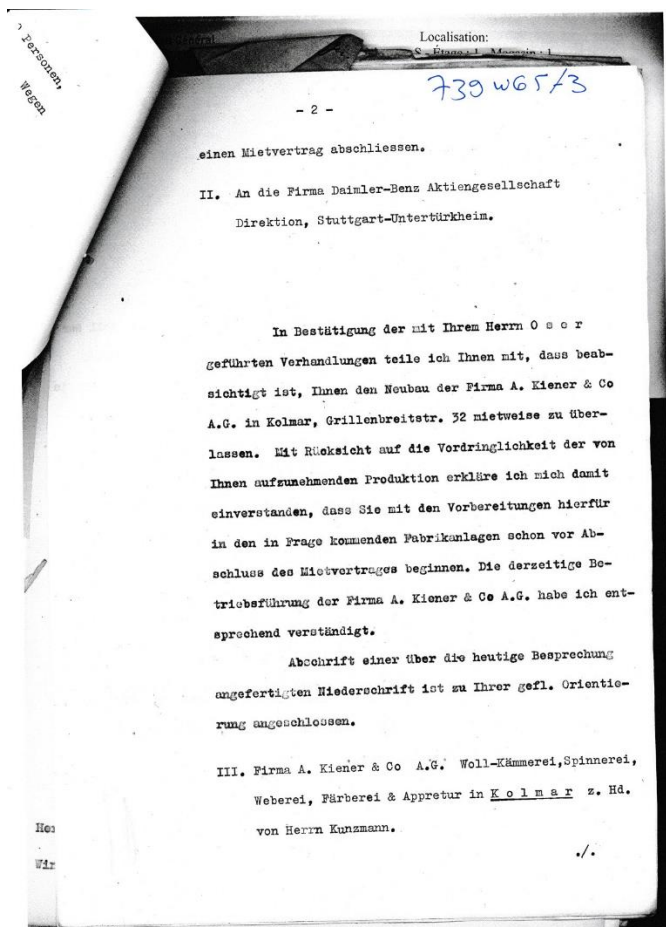 Personen,
Wegen
Localisation:
S - Étage : 1 Magasin : 1
739W65/3
- 2 -
einen Mietvertrag abschliessen.
II. An die Firma Daimler-Benz Aktiengesellschaft
Direktion, Stuttgart-Untertürkheim.
In Bestätigung der mit Ihrem Herrn O s e r
geführten Verhandlungen teile ich Ihnen mit, dass beab-
sichtigt ist, Ihnen den Neubau der Firma A. Kiener & Co
A.G. in Kolmar, Grillenbreitstr. 32 mietweise zu über-
lassen. Mit Rücksicht auf die Vordringlichkeit der von
Ihnen aufzunehmenden Produktion erkläre ich mich damit
einverstanden, dass Sie mit den Vorbereitungen hierfür
in den in Frage kommenden Fabrikanlagen schon vor Ab-
schluss des Mietvertrages beginnen. Die derzeitige Be-
triebsführung der Firma A. Kiener & Co A.G. habe ich ent-
sprechend verständigt.
Abschrift einer über die heutige Besprechung
angefertigten Niederschrift ist zu Ihrer gefl. Orientie-
rung angeschlossen.
III. Firma A. Kiener & Co A.G. Woll-Kämmerei,Spinnerei,
Weberei, Färberei & Appretur in K o l m a r z. Hd.
von Herrn Kunzmann.
./.
Wir